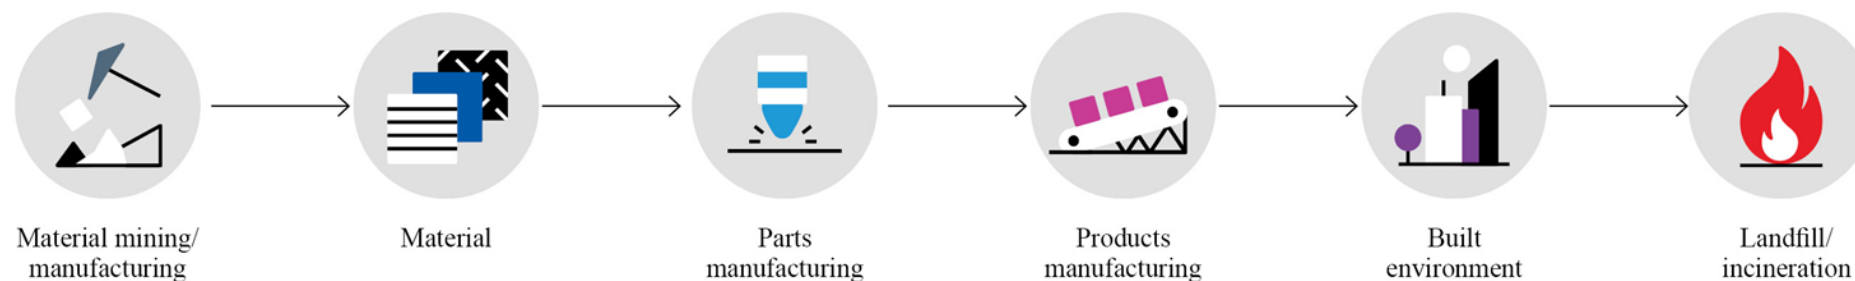 Material mining/
manufacturing
Material
Parts
manufacturing
Products
manufacturing
Built
environment
Landfill/
incineration